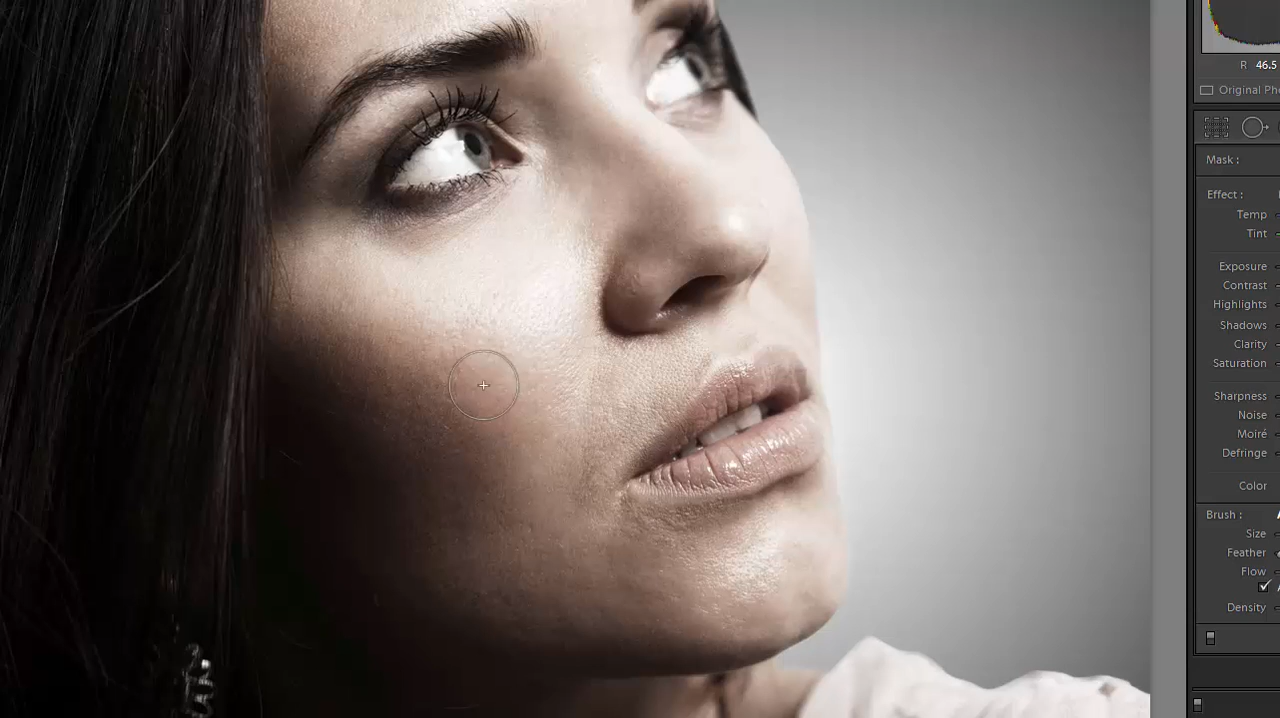 R 46.5
Original Pho
Mask :
Effect :
Temp
Tint
Exposure
Contrast
Highlights
Shadows
Clarity
Saturation
Sharpness
Noise
Moiré
Defringe
Color
Brush :
Size
Feather
Flow
Density